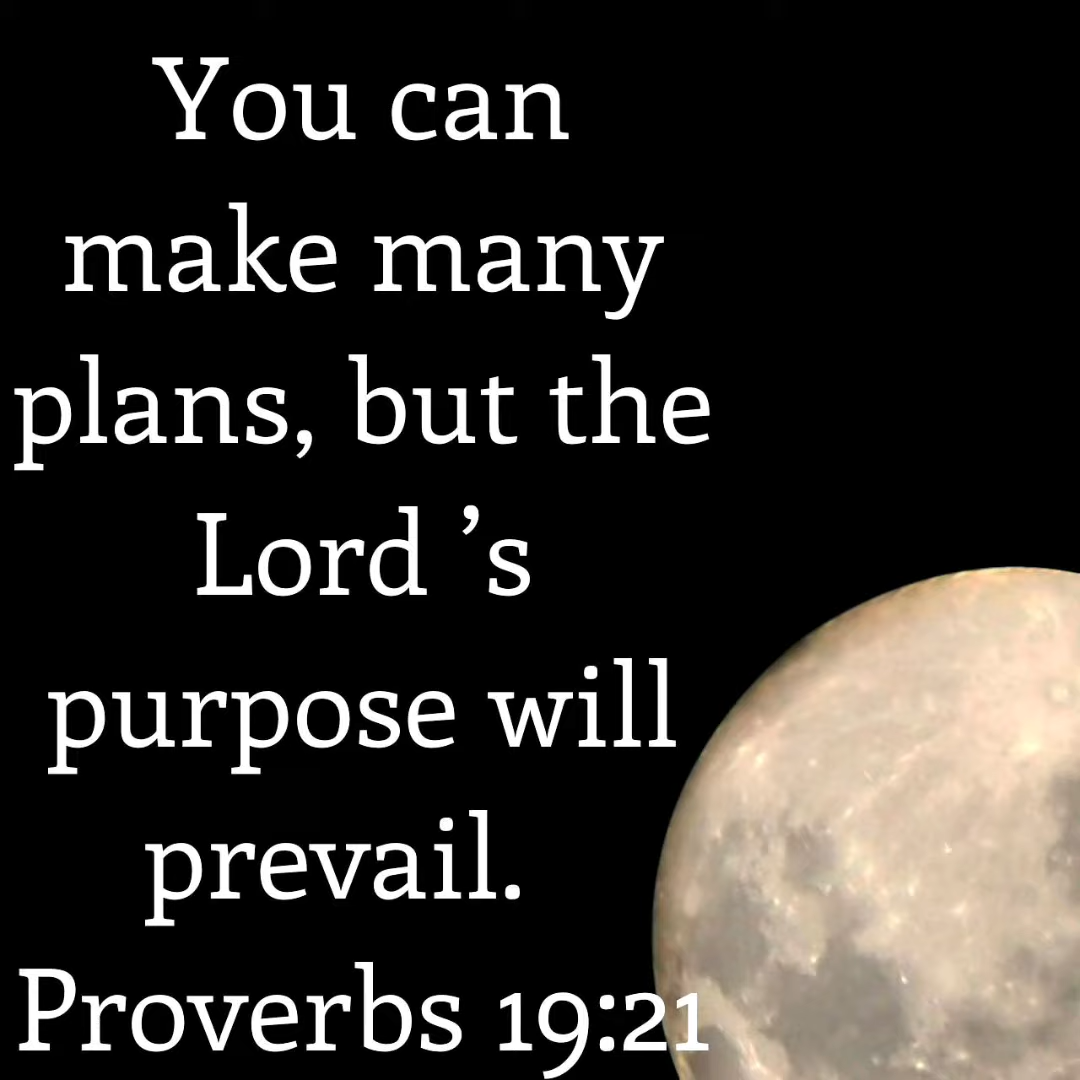 You can
make many
plans, but the
Lord ’s
purpose will
prevail.
Proverbs 19:21